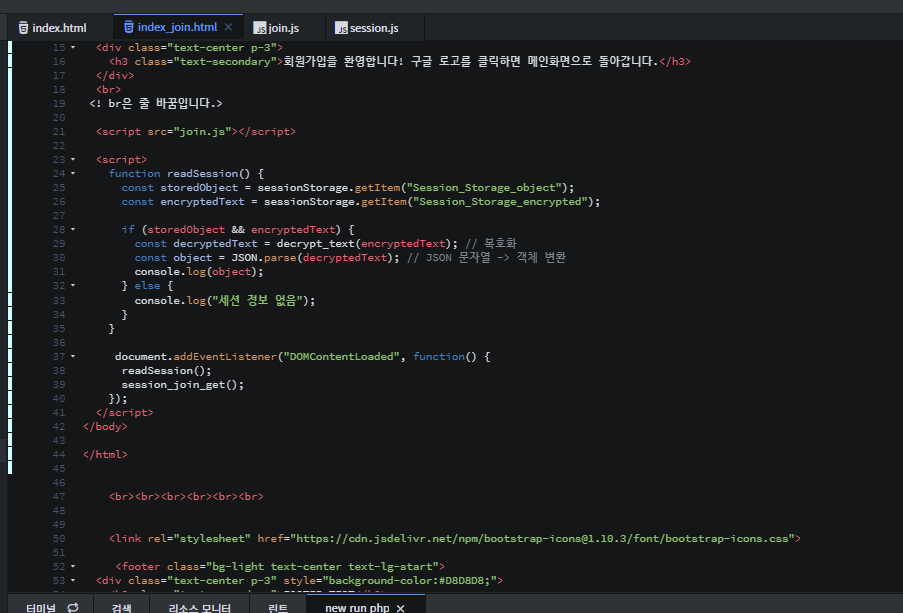 index.html
index_join.html ×
JS join.js
JS session.js
15 <div class="text-center p-3">
16 <h3 class="text-secondary">회원가입을 환영합니다! 구글 로고를 클릭하면 메인화면으로 돌아갑니다.</h3>
17 </div>
18 <br>
19 <! br은 줄 바꿈입니다.>
20
21 <script src="join.js"></script>
22
23 <script>
24 function readSession() {
25 const storedObject = sessionStorage.getItem("Session_Storage_object");
26 const encryptedText = sessionStorage.getItem("Session_Storage_encrypted");
27
28 if (storedObject && encryptedText) {
29 const decryptedText = decrypt_text(encryptedText); // 복호화
30 const object = JSON.parse(decryptedText); // JSON 문자열 -> 객체 변환
31 console.log(object);
32 } else {
33 console.log("세션 정보 없음");
34 }
35 }
36
37 document.addEventListener("DOMContentLoaded", function() {
38 readSession();
39 session_join_get();
40 });
41 </script>
42 </body>
43
44 </html>
45
46
47 <br><br><br><br><br><br>
48
49
50 <link rel="stylesheet" href="https://cdn.jsdelivr.net/npm/bootstrap-icons@1.10.3/font/bootstrap-icons.css">
51
52 <footer class="bg-light text-center text-lg-start">
53 <div class="text-center p-3" style="background-color:#D8D8D8;">
터미널 검색 리소스 모니터 린트 new run php ×